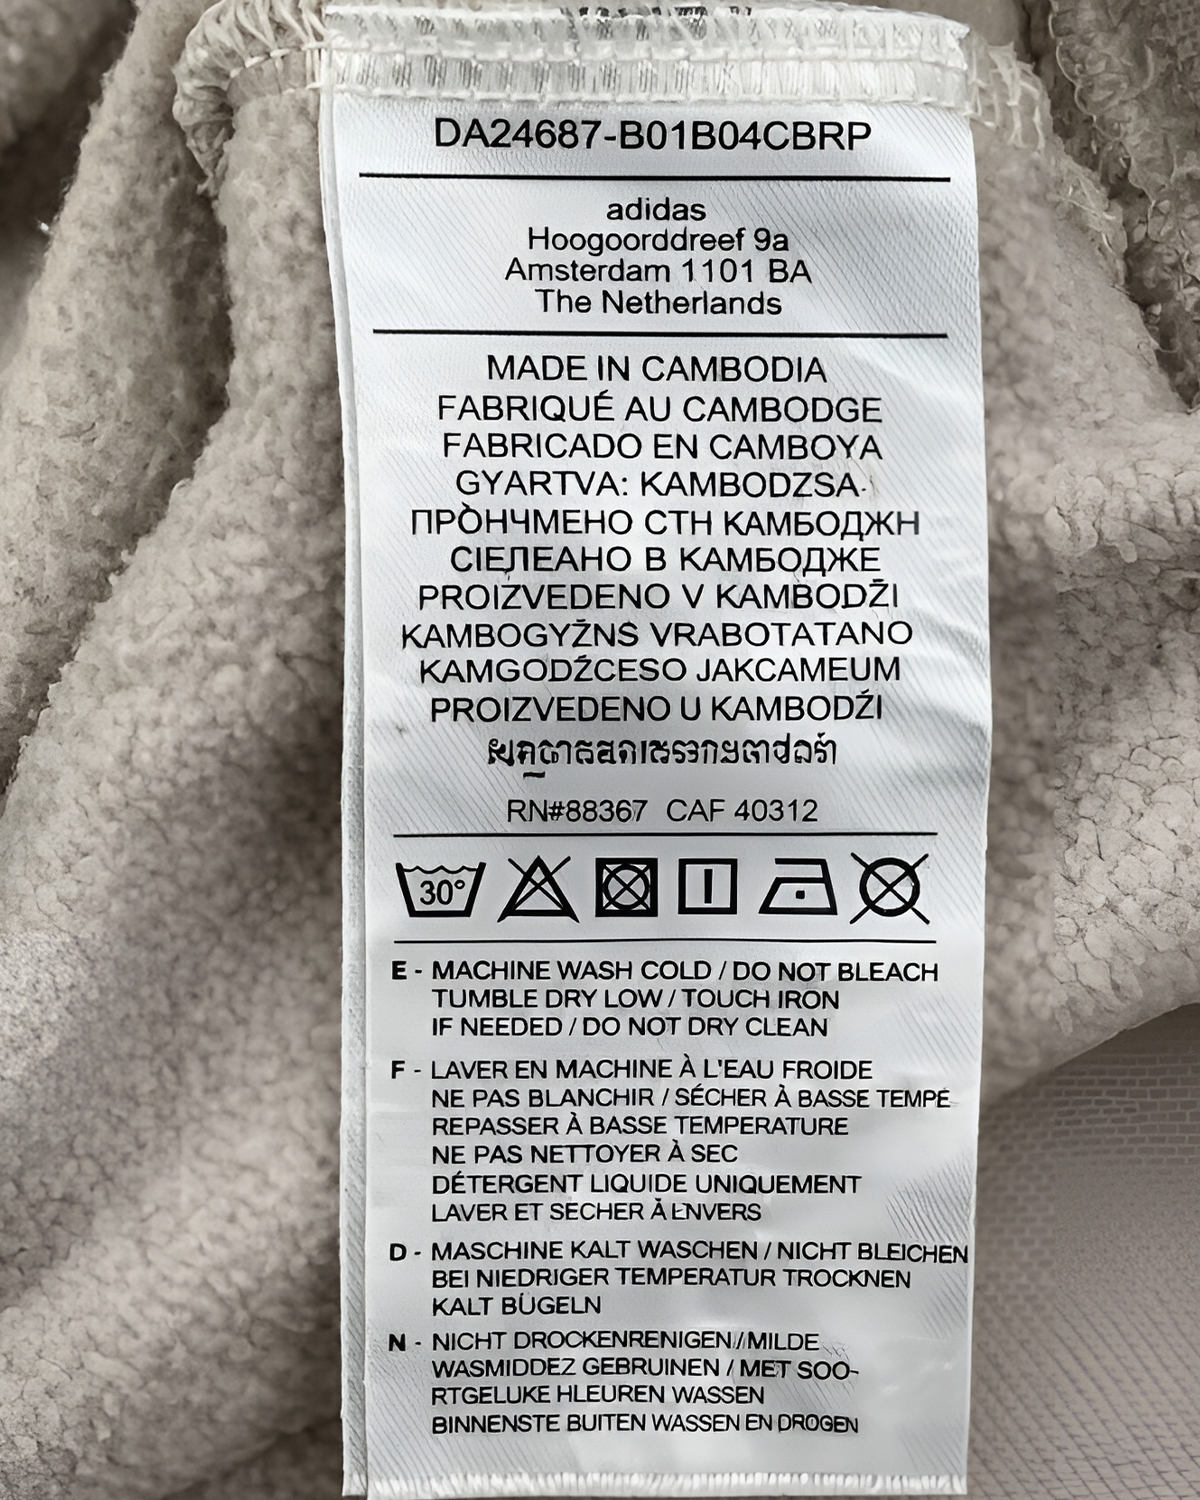 DA24687-B01B04CBRP
adidas
Hoogoorddreef 9a
Amsterdam 1101 BA
The Netherlands
MADE IN CAMBODIA
FABRIQUÉ AU CAMBODGE
FABRICADO EN CAMBOYA
GYARTVA: KAMBODZSA
ПРÒНЧМЕНО СТН КАМБОДЖН
СІЕЛЕАНО В КАМБОДЖЕ
PROIZVEDENO V KAMBODŽI
KAMBOGYŽNS VRABOTATANO
KAMGODŹCESO JAKCAMEUM
PROIZVEDENO U KAMBODŹI
RN#88367 CAF 40312
30°
E - MACHINE WASH COLD / DO NOT BLEACH
TUMBLE DRY LOW / TOUCH IRON
IF NEEDED / DO NOT DRY CLEAN
F - LAVER EN MACHINE À L'EAU FROIDE
NE PAS BLANCHIR / SÉCHER À BASSE TEMPÉ
REPASSER À BASSE TEMPERATURE
NE PAS NETTOYER À SEC
DÉTERGENT LIQUIDE UNIQUEMENT
LAVER ET SECHER À ENVERS
D - MASCHINE KALT WASCHEN / NICHT BLEICHEN
BEI NIEDRIGER TEMPERATUR TROCKNEN
KALT BÜGELN
N - NICHT DROCKENRENIGEN//MILDE
WASMIDDEZ GEBRUINEN / MET SOO-
RTGELUKE HLEUREN WASSEN
BINNENSTE BUITEN WASSEN EN DROGEN